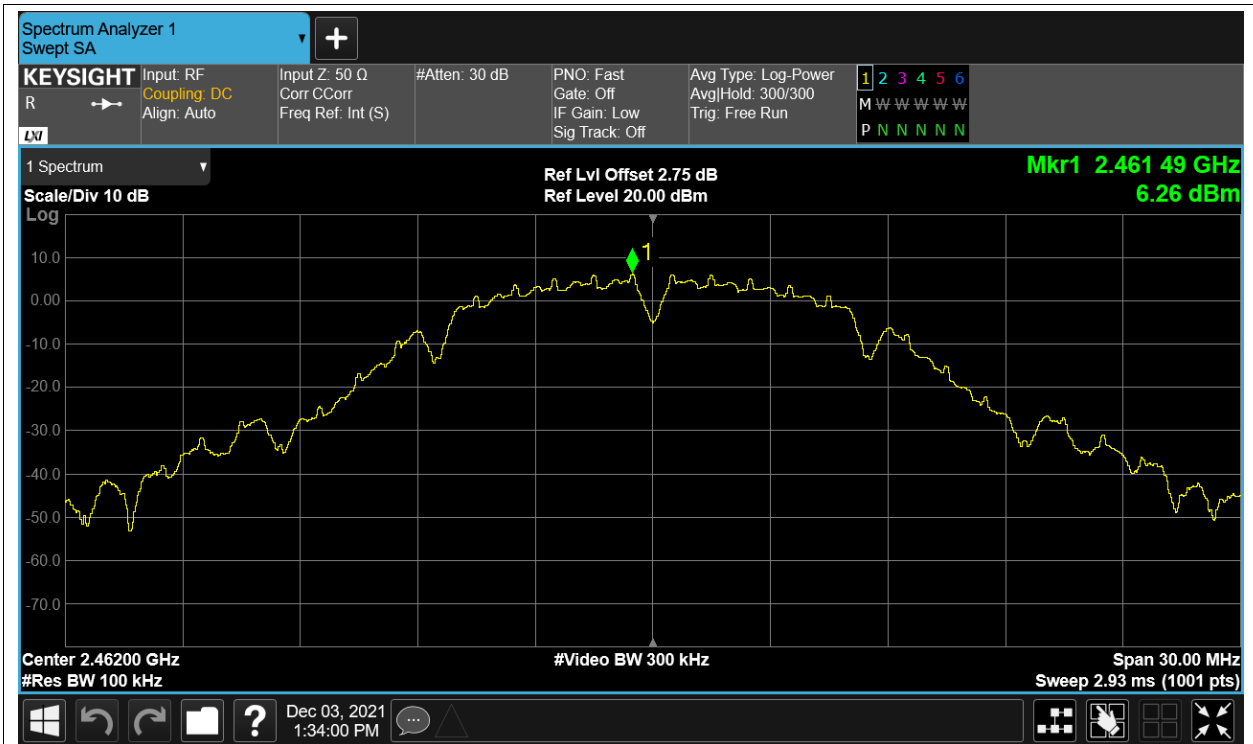 Spectrum Analyzer 1
Swept SA
KEYSIGHT
R
LXI
Input: RF
Coupling: DC
Align: Auto
Input Z: 50 Ω
Corr CCorr
Freq Ref: Int (S)
#Atten: 30 dB
PNO: Fast
Gate: Off
IF Gain: Low
Sig Track: Off
Avg Type: Log-Power
Avg|Hold: 300/300
Trig: Free Run
1 2 3 4 5 6
M W W W W W W
P N N N N N N
1 Spectrum
Scale/Div 10 dB
Log
Ref Lvl Offset 2.75 dB
Ref Level 20.00 dBm
Mkr1 2.461 49 GHz
6.26 dBm
1
10.0
0.00
-10.0
-20.0
-30.0
-40.0
-50.0
-60.0
-70.0
Center 2.46200 GHz
#Res BW 100 kHz
#Video BW 300 kHz
Span 30.00 MHz
Sweep 2.93 ms (1001 pts)
?
Dec 03, 2021
1:34:00 PM